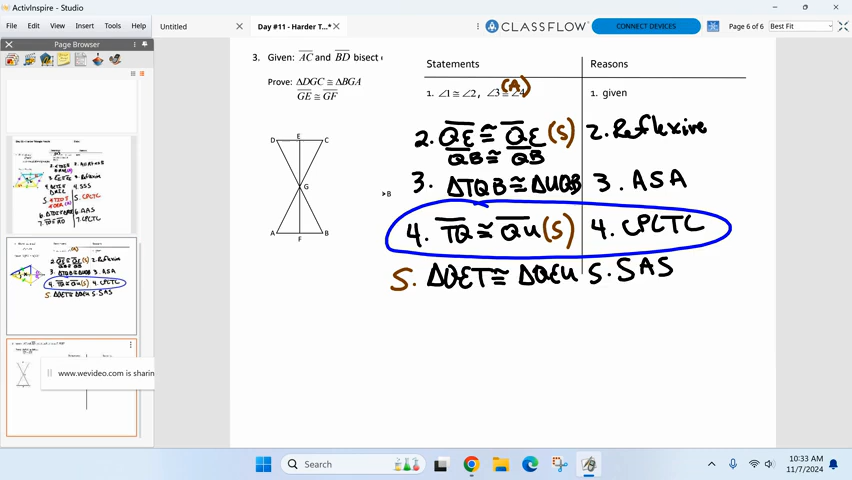 ActivInspire - Studio
File Edit View Insert Tools Help
Untitled
Day #11 - Harder T...*
CLASSFLOW
CONNECT DEVICES
Page 6 of 6
Best Fit
Page Browser
3. Given: AC and BD bisect
Prove: ΔDGC ≅ ΔBGA
GE ≅ GF
D E C
G
A F B
B
Statements Reasons
1. ∠1 ≅ ∠2, ∠3 ≅ ∠4 (A) 1. given
2. QE ≅ QE (S) 2. Reflexive
QB ≅ QB
3. ΔTQB ≅ ΔUQB 3. ASA
4. TQ ≅ QU (S) 4. CPCTC
5. ΔQET ≅ ΔQEU 5. SAS
www.wevideo.com is sharin
Search
10:33 AM
11/7/2024